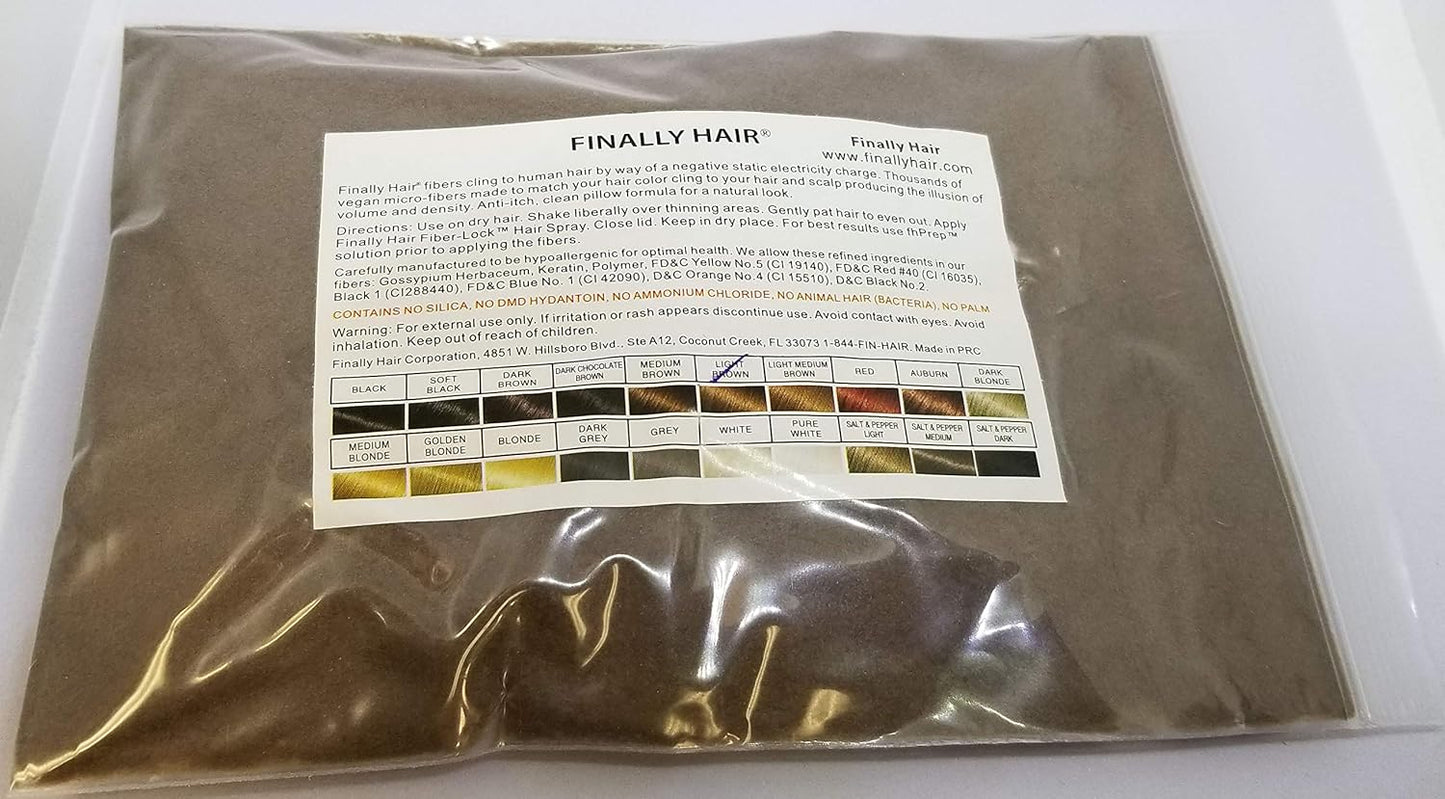 FINALLY HAIR®
Finally Hair
www.finallyhair.com
Finally Hair® fibers cling to human hair by way of a negative static electricity charge. Thousands of
vegan micro-fibers made to match your hair color cling to your hair and scalp producing the illusion of
volume and density. Anti-itch, clean pillow formula for a natural look.
Directions: Use on dry hair. Shake liberally over thinning areas. Gently pat hair to even out. Apply
Finally Hair Fiber-Lock™ Hair Spray. Close lid. Keep in dry place. For best results use fhPrep™
solution prior to applying the fibers.
Carefully manufactured to be hypoallergenic for optimal health. We allow these refined ingredients in our
fibers: Gossypium Herbaceum, Keratin, Polymer, FD&C Yellow No.5 (CI 19140), FD&C Red #40 (CI 16035),
Black 1 (CI288440), FD&C Blue No. 1 (CI 42090), D&C Orange No.4 (CI 15510), D&C Black No.2.
CONTAINS NO SILICA, NO DMD HYDANTOIN, NO AMMONIUM CHLORIDE, NO ANIMAL HAIR (BACTERIA), NO PALM
Warning: For external use only. If irritation or rash appears discontinue use. Avoid contact with eyes. Avoid
inhalation. Keep out of reach of children.
Finally Hair Corporation, 4851 W. Hillsboro Blvd., Ste A12, Coconut Creek, FL 33073 1-844-FIN-HAIR. Made in PRC
BLACK
SOFT
BLACK
DARK
BROWN
DARK CHOCOLATE
BROWN
MEDIUM
BROWN
LIGHT
BROWN
LIGHT MEDIUM
BROWN
RED
AUBURN
DARK
BLONDE
MEDIUM
BLONDE
GOLDEN
BLONDE
BLONDE
DARK
GREY
GREY
WHITE
PURE
WHITE
SALT & PEPPER
LIGHT
SALT & PEPPER
MEDIUM
SALT & PEPPER
DARK